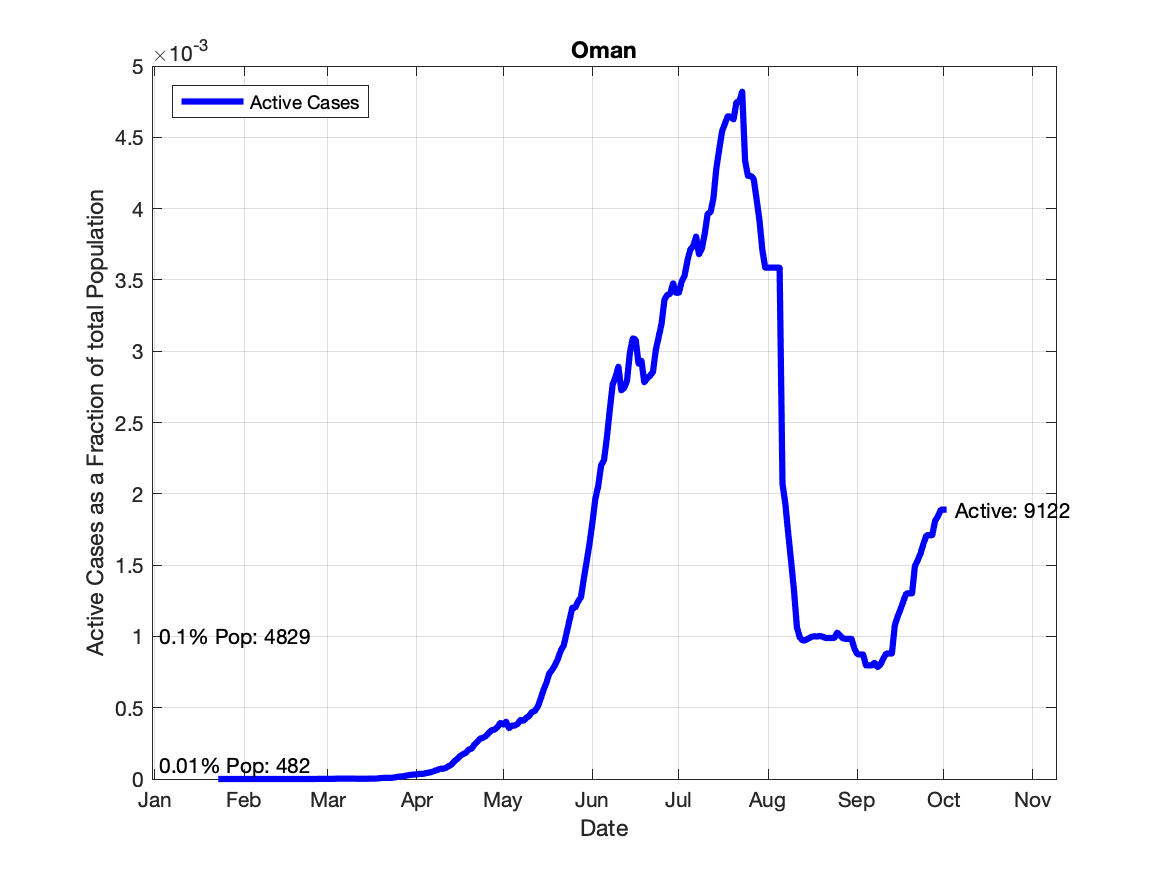 Oman
×10-3
Active Cases
5
4.5
4
3.5
3
2.5
2
1.5
1
0.5
0
Active Cases as a Fraction of total Population
0.1% Pop: 4829
0.01% Pop: 482
Active: 9122
Jan Feb Mar Apr May Jun Jul Aug Sep Oct Nov
Date